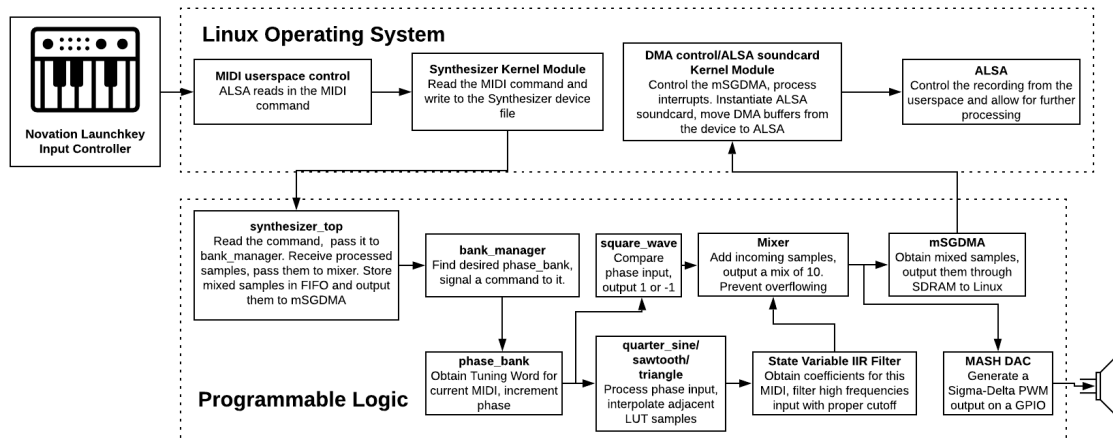 Linux Operating System
Novation Launchkey
Input Controller
MIDI userspace control
ALSA reads in the MIDI
command
Synthesizer Kernel Module
Read the MIDI command and
write to the Synthesizer device
file
DMA control/ALSA soundcard
Kernel Module
Control the mSGDMA, process
interrupts. Instantiate ALSA
soundcard, move DMA buffers from
the device to ALSA
ALSA
Control the recording from the
userspace and allow for further
processing
synthesizer_top
Read the command, pass it to
bank_manager. Receive processed
samples, pass them to mixer. Store
mixed samples in FIFO and output
them to mSGDMA
bank_manager
Find desired phase_bank,
signal a command to it.
square_wave
Compare
phase input,
output 1 or -1
Mixer
Add incoming samples,
output a mix of 10.
Prevent overflowing
mSGDMA
Obtain mixed samples,
output them through
SDRAM to Linux
phase_bank
Obtain Tuning Word for
current MIDI, increment
phase
quarter_sine/
sawtooth/
triangle
Process phase input,
interpolate adjacent
LUT samples
State Variable IIR Filter
Obtain coefficients for this
MIDI, filter high frequencies
input with proper cutoff
MASH DAC
Generate a
Sigma-Delta PWM
output on a GPIO
Programmable Logic